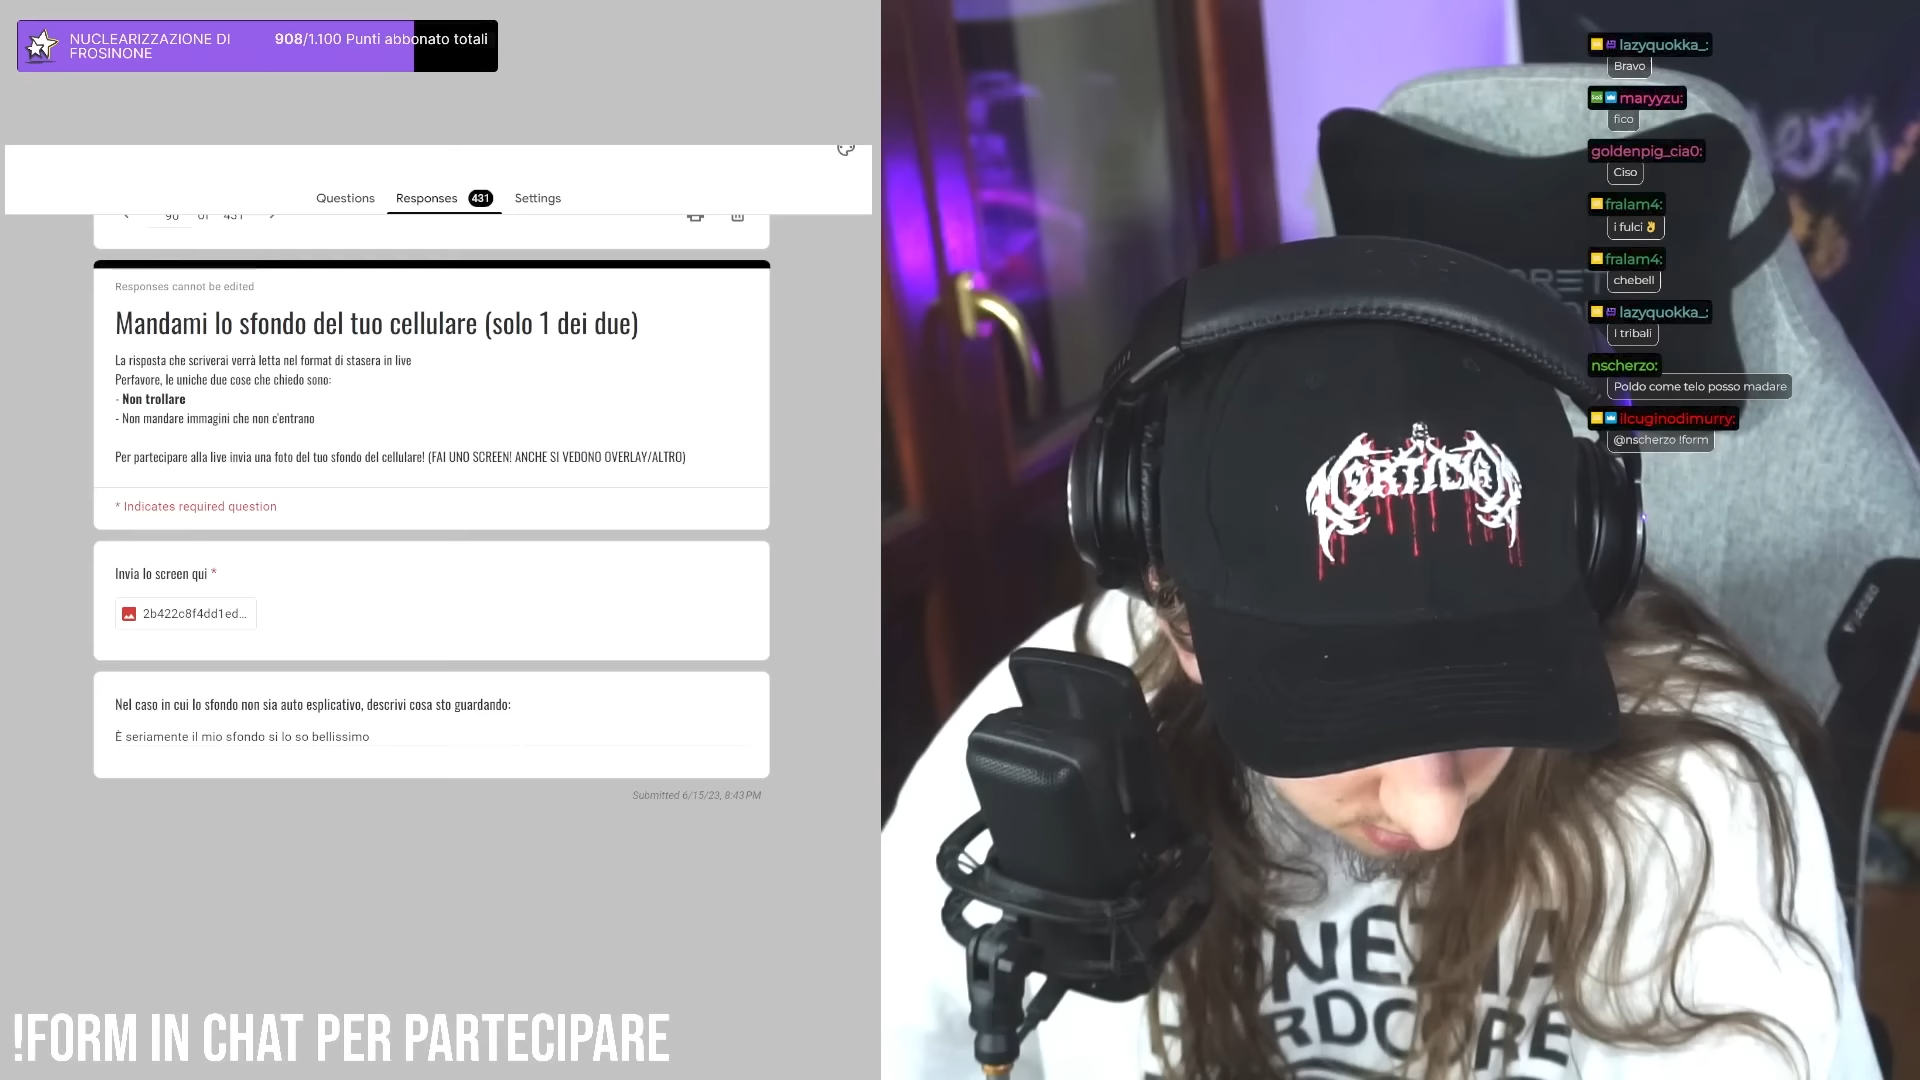 NUCLEARIZZAZIONE DI
FROSINONE
908/1.100 Punti abbonato totali
Questions
Responses
431
Settings
Responses cannot be edited
Mandami lo sfondo del tuo cellulare (solo 1 dei due)
La risposta che scriverai verrà letta nel format di stasera in live
Perfavore, le uniche due cose che chiedo sono:
- Non trollare
- Non mandare immagini che non c'entrano
Per partecipare alla live invia una foto del tuo sfondo del cellulare! (FAI UNO SCREEN! ANCHE SI VEDONO OVERLAY/ALTRO)
* Indicates required question
Invia lo screen qui *
2b422c8f4dd1ed...
Nel caso in cui lo sfondo non sia auto esplicativo, descrivi cosa sto guardando:
È seriamente il mio sfondo si lo so bellissimo
Submitted 6/15/23, 8:43 PM
!FORM IN CHAT PER PARTECIPARE
lazyquokka_:
Bravo
maryyzu:
fico
goldenpig_cia0:
Ciso
fralam4:
i fulci👌
fralam4:
chebell
lazyquokka_:
I tribali
nscherzo:
Poldo come telo posso madare
ilcuginodimurry:
@nscherzo !form
MORTICIAN